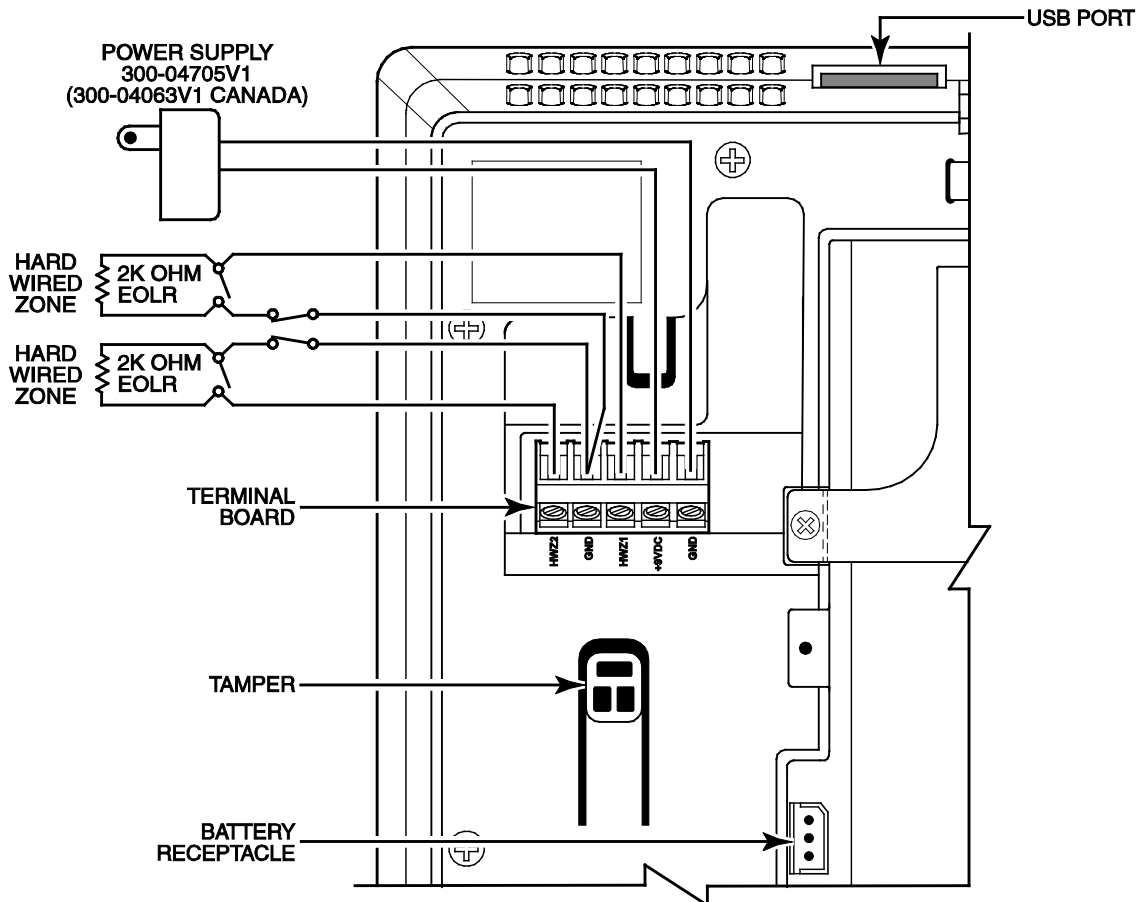 USB PORT
POWER SUPPLY
300-04705V1
(300-04063V1 CANADA)
HARD
WIRED
ZONE
2K OHM
EOLR
HARD
WIRED
ZONE
2K OHM
EOLR
TERMINAL
BOARD
HWZ2
GND
HWZ1
+9VDC
GND
TAMPER
BATTERY
RECEPTACLE